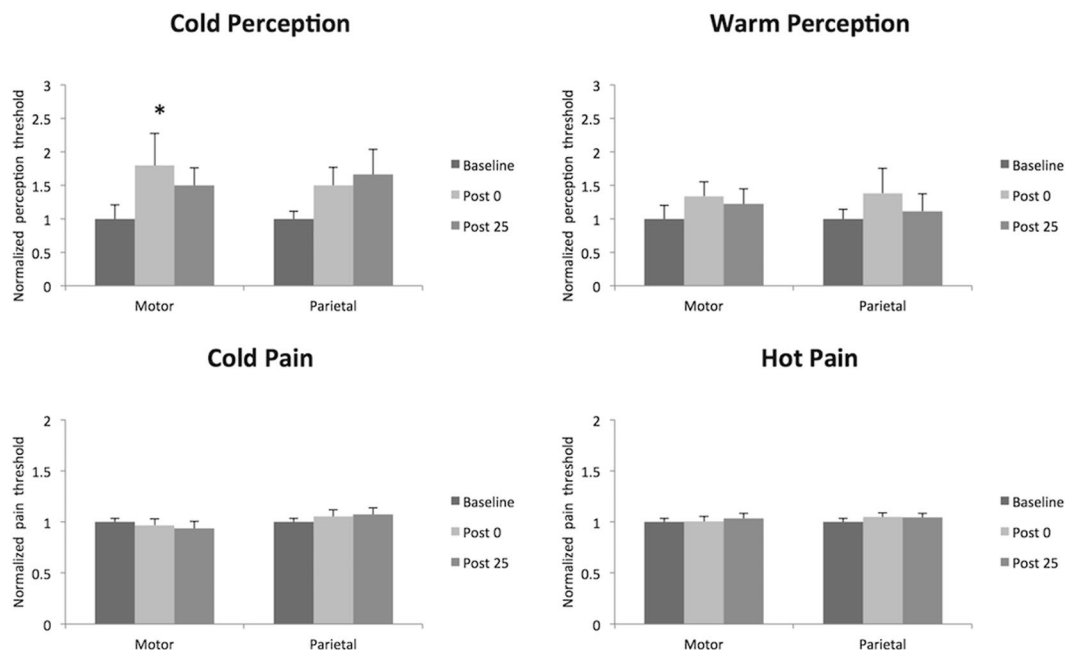 Cold Perception
Normalized perception threshold
3
2.5
2
1.5
1
0.5
0
*
Motor
Parietal
Baseline
Post 0
Post 25
Warm Perception
Normalized perception threshold
3
2.5
2
1.5
1
0.5
0
Motor
Parietal
Baseline
Post 0
Post 25
Cold Pain
Normalized pain threshold
2
1.5
1
0.5
0
Motor
Parietal
Baseline
Post 0
Post 25
Hot Pain
Normalized pain threshold
2
1.5
1
0.5
0
Motor
Parietal
Baseline
Post 0
Post 25